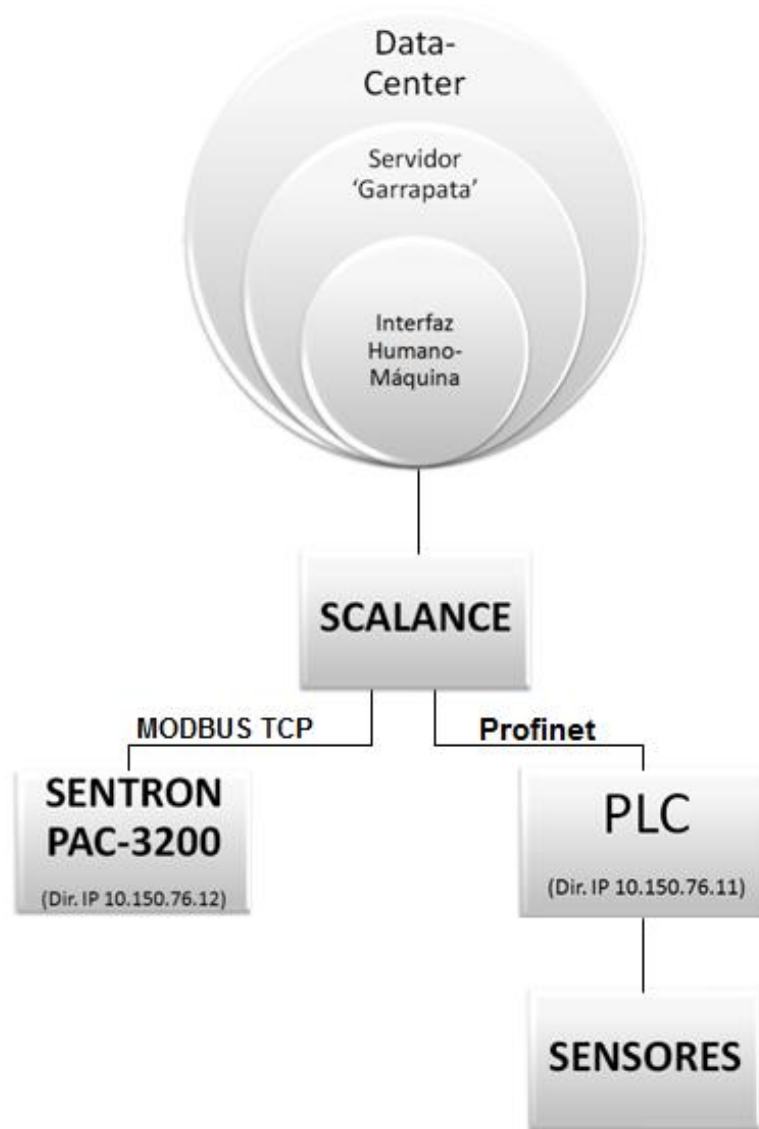 Data-
Center
Servidor
‘Garrapata’
Interfaz
Humano-
Máquina
SCALANCE
MODBUS TCP
Profinet
SENTRON
PAC-3200
(Dir. IP 10.150.76.12)
PLC
(Dir. IP 10.150.76.11)
SENSORES